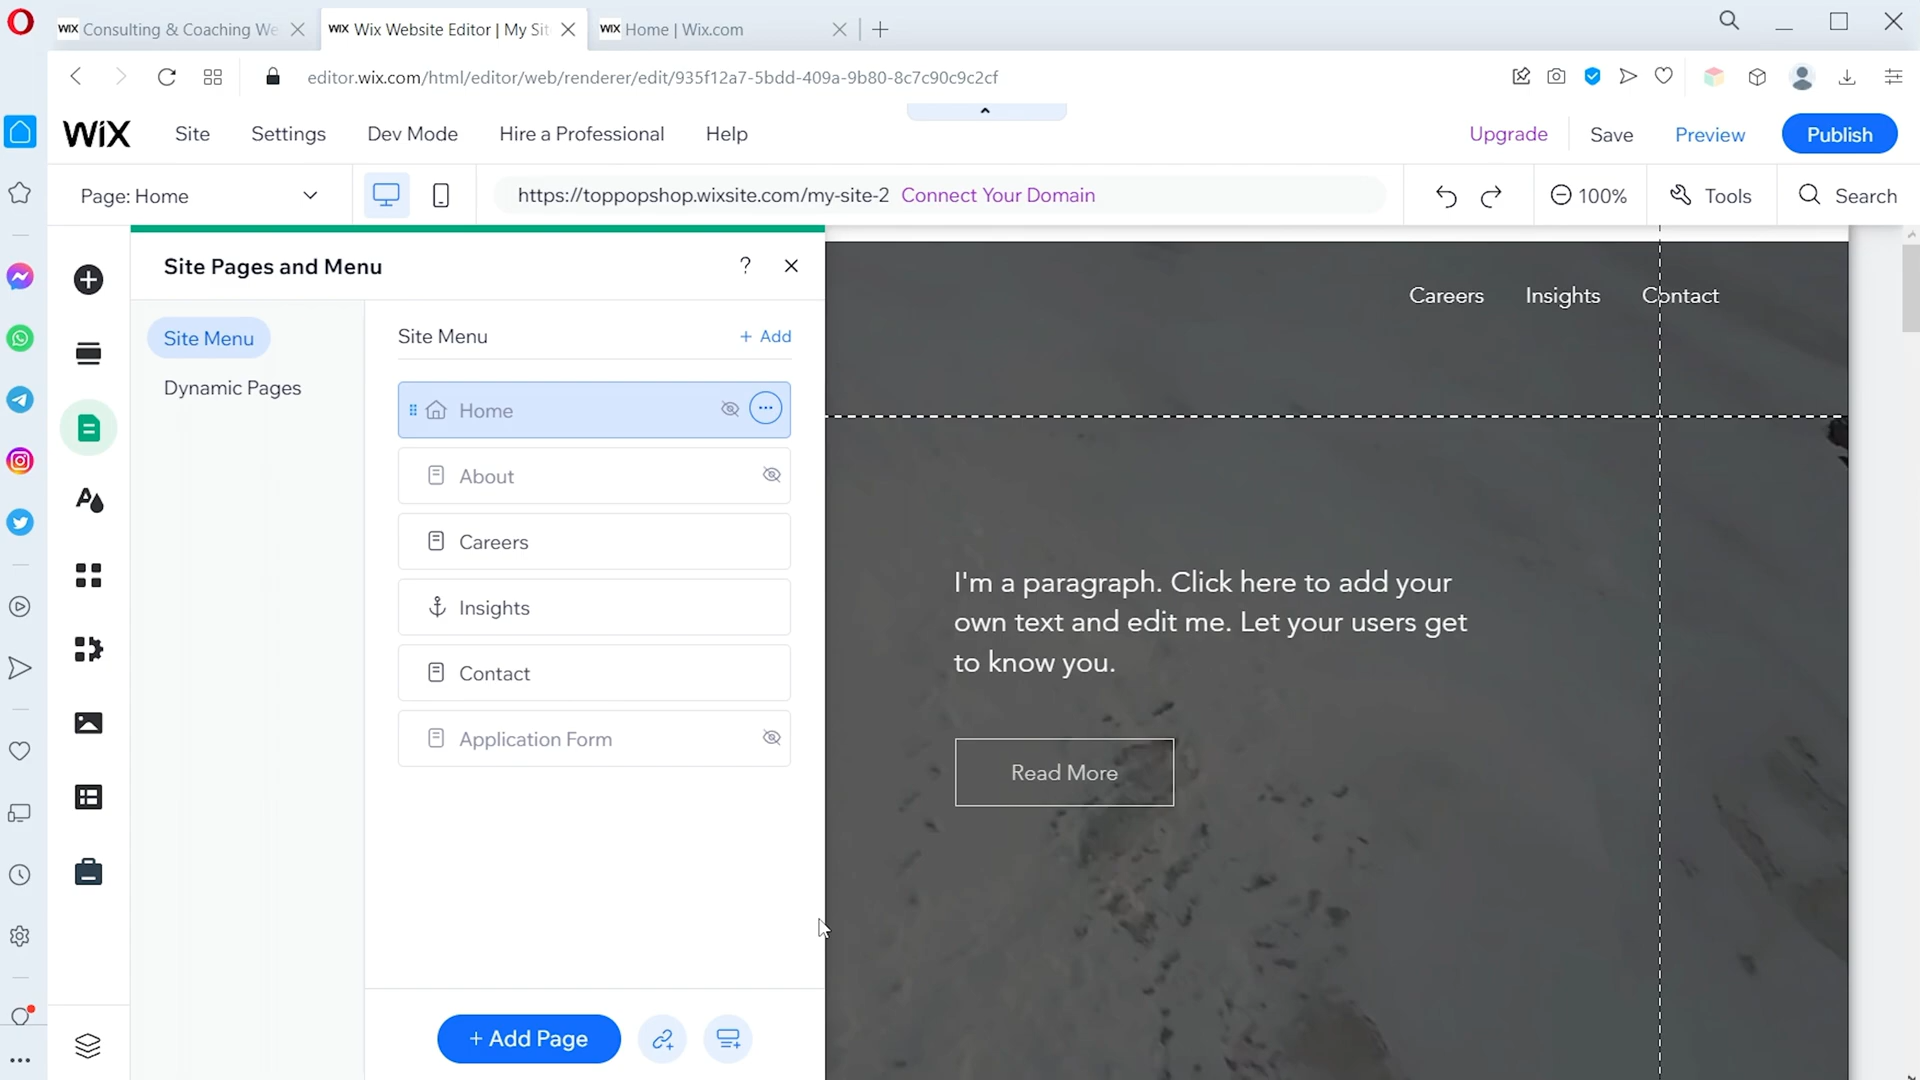 WIX Consulting & Coaching We
WIX Wix Website Editor | My Sit
WIX Home | Wix.com
editor.wix.com/html/editor/web/renderer/edit/935f12a7-5bdd-409a-9b80-8c7c90c9c2cf
WiX Site Settings Dev Mode Hire a Professional Help Upgrade Save Preview Publish
Page: Home https://toppopshop.wixsite.com/my-site-2 Connect Your Domain 100% Tools Search
Site Pages and Menu ?
Site Menu
Dynamic Pages
Site Menu + Add
Home
About
Careers
Insights
Contact
Application Form
+ Add Page
Careers Insights Contact
I'm a paragraph. Click here to add your
own text and edit me. Let your users get
to know you.
Read More